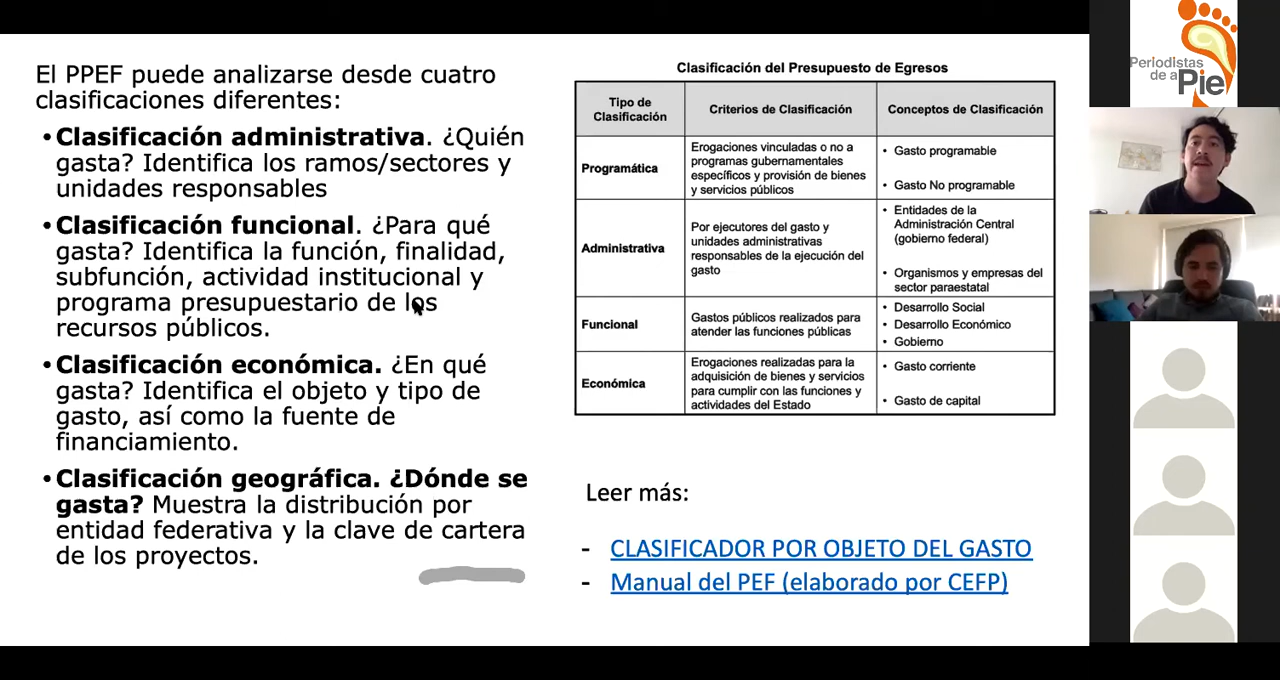 El PPEF puede analizarse desde cuatro
clasificaciones diferentes:
• Clasificación administrativa. ¿Quién
gasta? Identifica los ramos/sectores y
unidades responsables
• Clasificación funcional. ¿Para qué
gasta? Identifica la función, finalidad,
subfunción, actividad institucional y
programa presupuestario de los
recursos públicos.
• Clasificación económica. ¿En qué
gasta? Identifica el objeto y tipo de
gasto, así como la fuente de
financiamiento.
• Clasificación geográfica. ¿Dónde se
gasta? Muestra la distribución por
entidad federativa y la clave de cartera
de los proyectos.
Clasificación del Presupuesto de Egresos
Tipo de
Clasificación
Criterios de Clasificación
Conceptos de Clasificación
Programática
Erogaciones vinculadas o no a
programas gubernamentales
específicos y provisión de bienes
y servicios públicos
• Gasto programable
• Gasto No programable
Administrativa
Por ejecutores del gasto y
unidades administrativas
responsables de la ejecución del
gasto
• Entidades de la
Administración Central
(gobierno federal)
• Organismos y empresas del
sector paraestatal
Funcional
Gastos públicos realizados para
atender las funciones públicas
• Desarrollo Social
• Desarrollo Económico
• Gobierno
Económica
Erogaciones realizadas para la
adquisición de bienes y servicios
para cumplir con las funciones y
actividades del Estado
• Gasto corriente
• Gasto de capital
Leer más:
- CLASIFICADOR POR OBJETO DEL GASTO
- Manual del PEF (elaborado por CEFP)
Periodistas
de a
Pie